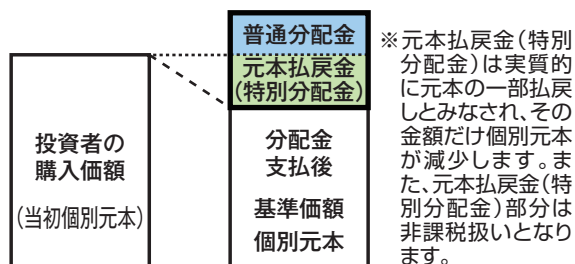 普通分配金
元本払戻金
(特別分配金)
投資者の
購入価額
(当初個別元本)
分配金
支払後
基準価額
個別元本
※元本払戻金(特別
分配金)は実質的
に元本の一部払戻
しとみなされ、その
金額だけ個別元本
が減少します。ま
た、元本払戻金(特
別分配金)部分は
非課税扱いとなり
ます。